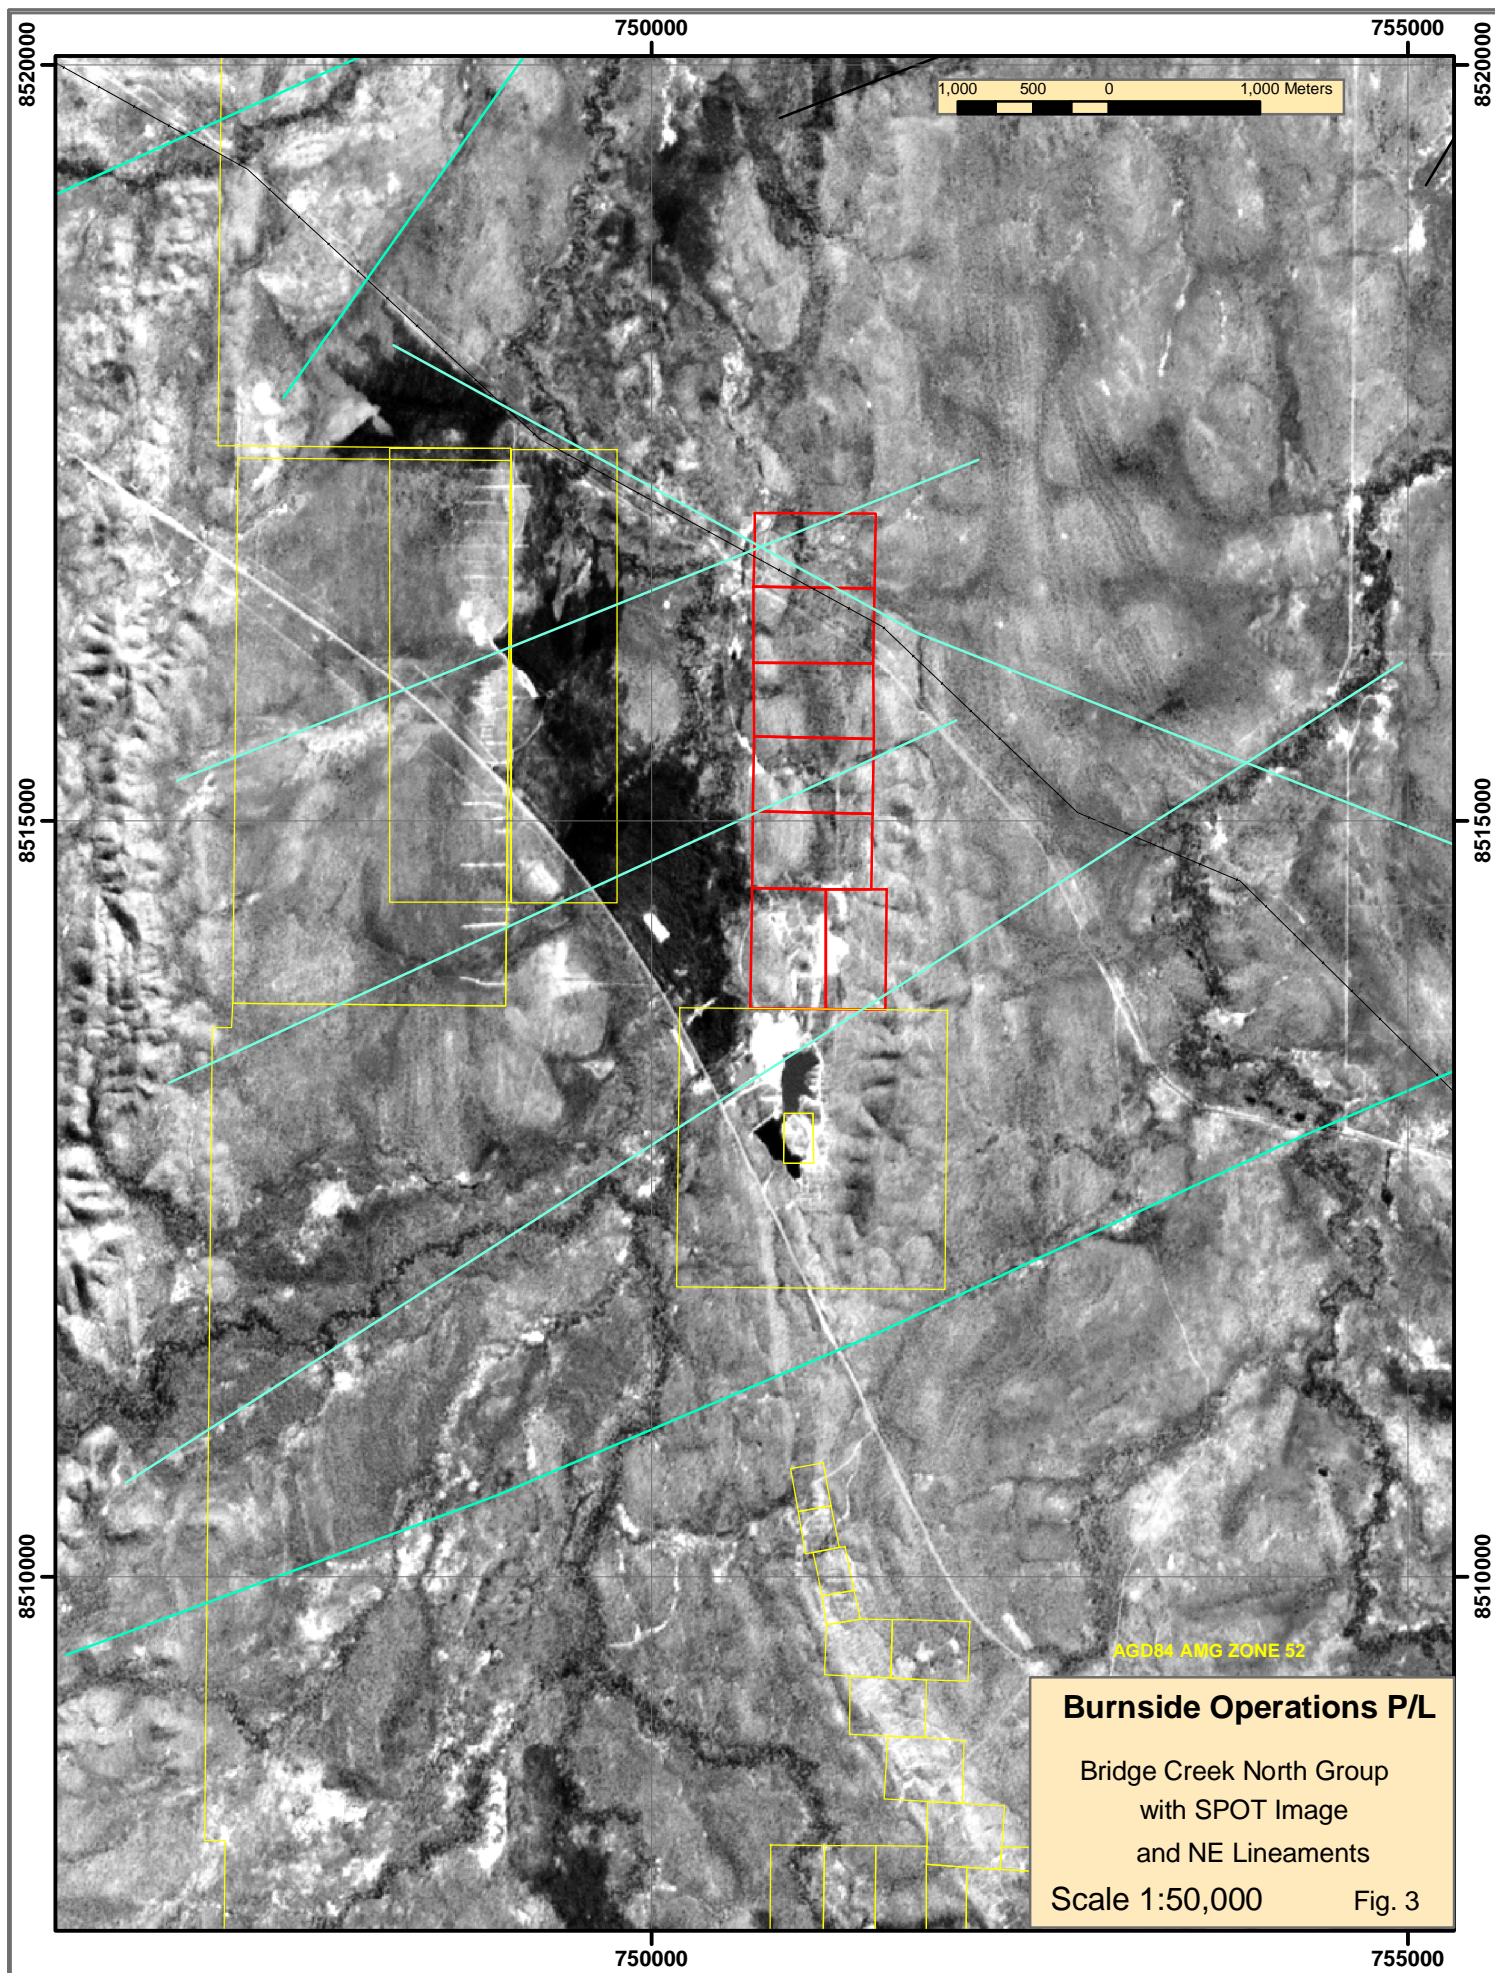 750000
755000
8520000
8520000
1,000
500
0
1,000 Meters
8515000
8515000
8510000
8510000
AGD84 AMG ZONE 52
Burnside Operations P/L
Bridge Creek North Group
with SPOT Image
and NE Lineaments
Scale 1:50,000
Fig. 3
750000
755000